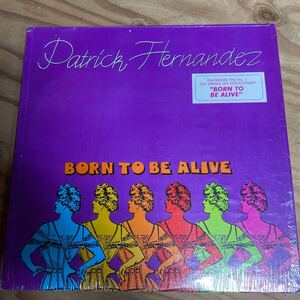 Patrick Hernandez
FEATURING THE No. 1
HIT SINGLE ON DISCO CHART
"BORN TO
BE ALIVE"
BORN TO BE ALIVE